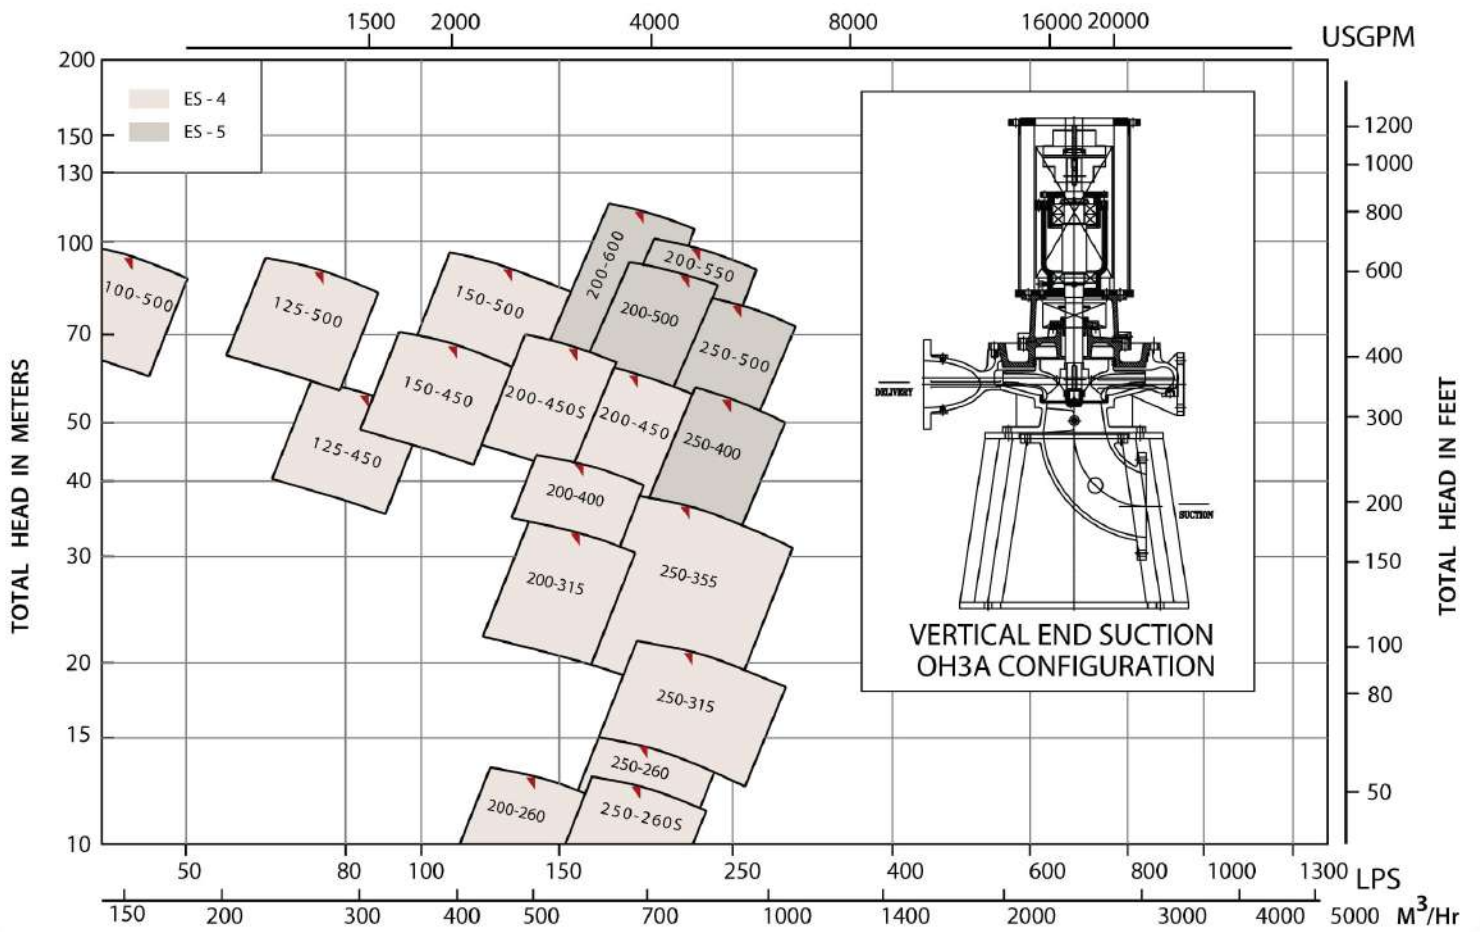 1500 2000 4000 8000 16000 20000
USGPM
200
ES - 4
150
ES - 5
130
100
70
50
40
30
20
15
10
TOTAL HEAD IN METERS
100-500
125-500
150-500
200-600
200-550
200-500
250-500
150-450
200-450S
200-450
250-400
125-450
200-400
200-315
250-355
250-315
250-260
200-260
250-260S
DELIVERY
SUCTION
VERTICAL END SUCTION
OH3A CONFIGURATION
1200
1000
800
600
400
300
200
150
100
80
50
TOTAL HEAD IN FEET
50 80 100 150 250 400 600 800 1000 1300 LPS
150 200 300 400 500 700 1000 1400 2000 3000 4000 5000 M³/Hr